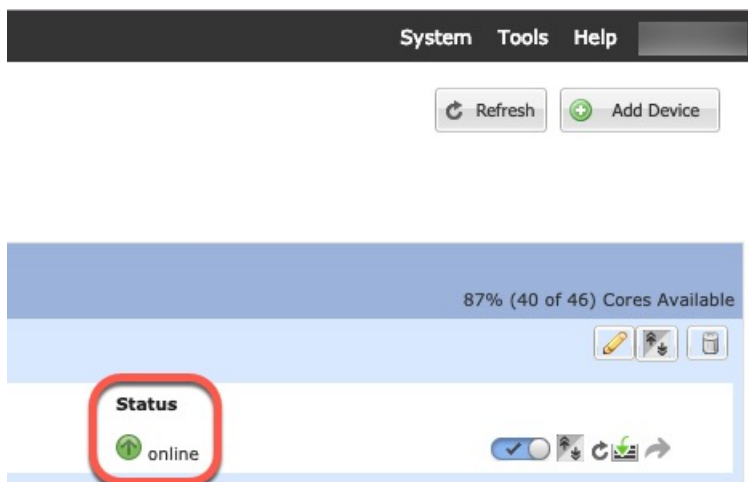 System Tools Help
Refresh Add Device
87% (40 of 46) Cores Available
Status
online